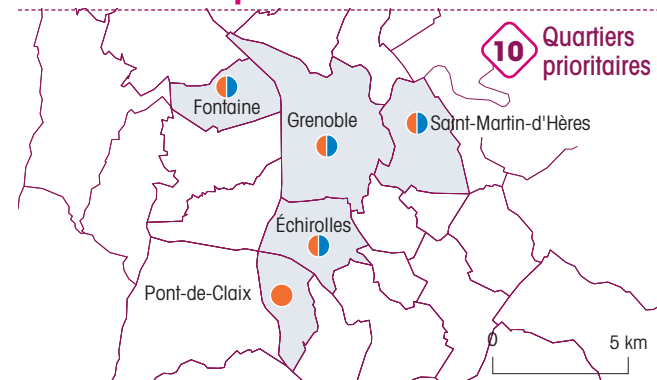 10
Quartiers
prioritaires
Fontaine
Grenoble
Saint-Martin-d'Hères
Échirolles
Pont-de-Claix
0
5 km